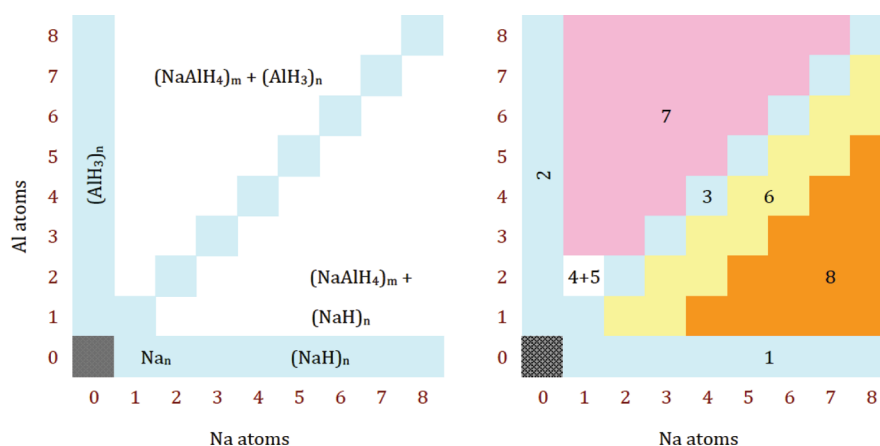 8
7
6
5
4
3
2
1
0
Al atoms
(AlH₃)ₙ
(NaAlH₄)ₘ + (AlH₃)ₙ
(NaAlH₄)ₘ +
(NaH)ₙ
Naₙ
(NaH)ₙ
0 1 2 3 4 5 6 7 8
Na atoms
8
7
6
5
4
3
2
1
0
2
7
3
6
4+5
8
1
0 1 2 3 4 5 6 7 8
Na atoms